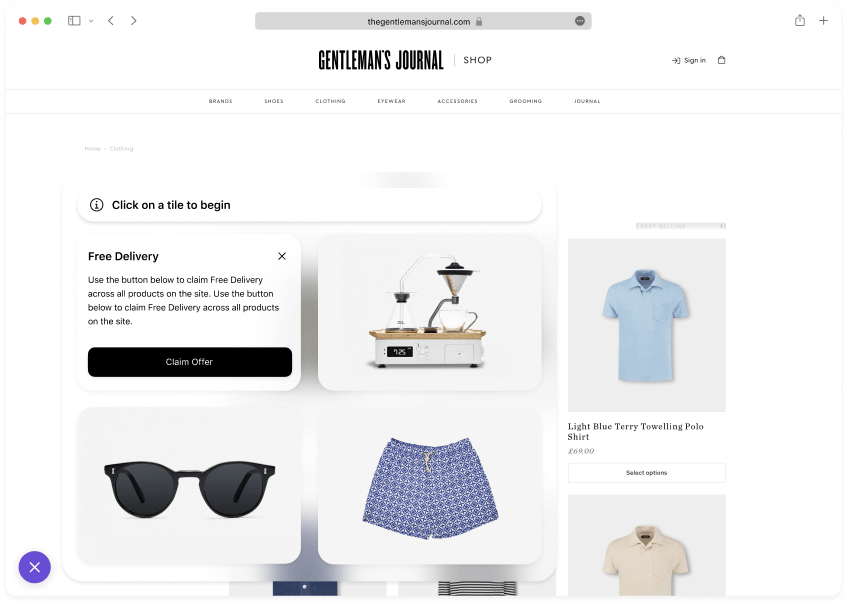 thegentlemansjournal.com
GENTLEMAN'S JOURNAL
SHOP
Sign in
BRANDS
SHOES
CLOTHING
EYEWEAR
ACCESSORIES
GROOMING
JOURNAL
Home › Clothing
Click on a tile to begin
Free Delivery
Use the button below to claim Free Delivery
across all products on the site. Use the button
below to claim Free Delivery across all products
on the site.
Claim Offer
7:25
BEST SELLING
Light Blue Terry Towelling Polo
Shirt
£69.00
Select options